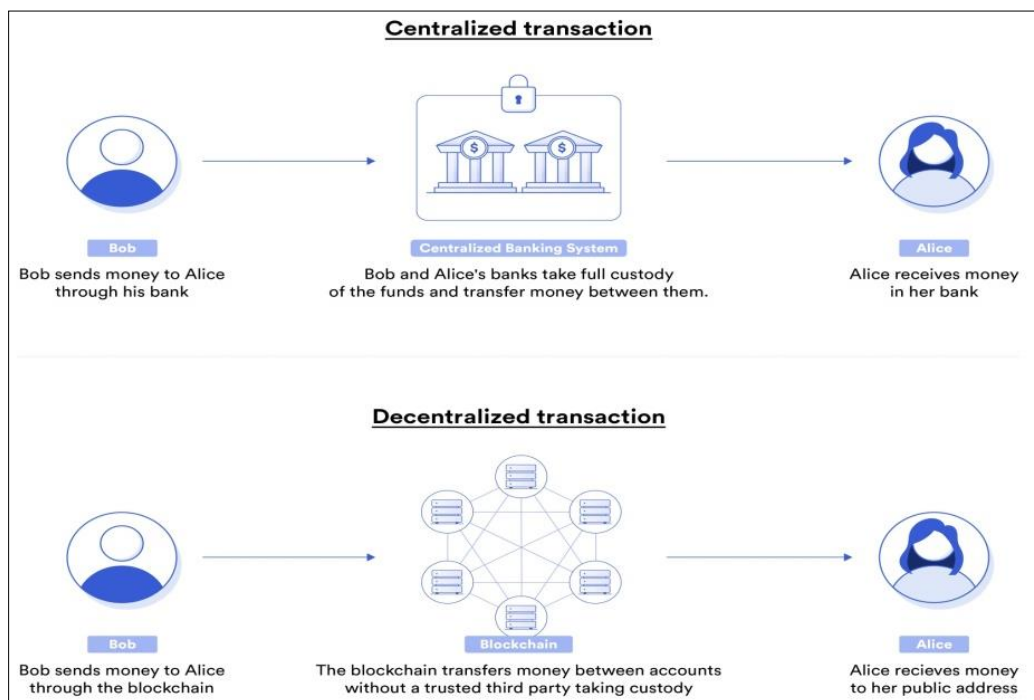 Centralized transaction
$ $
Bob
Centralized Banking System
Alice
Bob sends money to Alice
through his bank
Bob and Alice's banks take full custody
of the funds and transfer money between them.
Alice receives money
in her bank
Decentralized transaction
Bob
Blockchain
Alice
Bob sends money to Alice
through the blockchain
The blockchain transfers money between accounts
without a trusted third party taking custody
Alice recieves money
to her public address